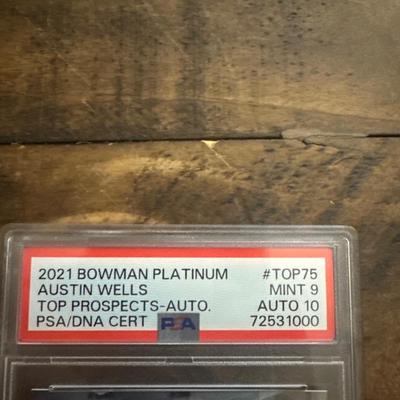 2021 BOWMAN PLATINUM #TOP75
AUSTIN WELLS MINT 9
TOP PROSPECTS-AUTO. AUTO 10
PSA/DNA CERT PSA 72531000